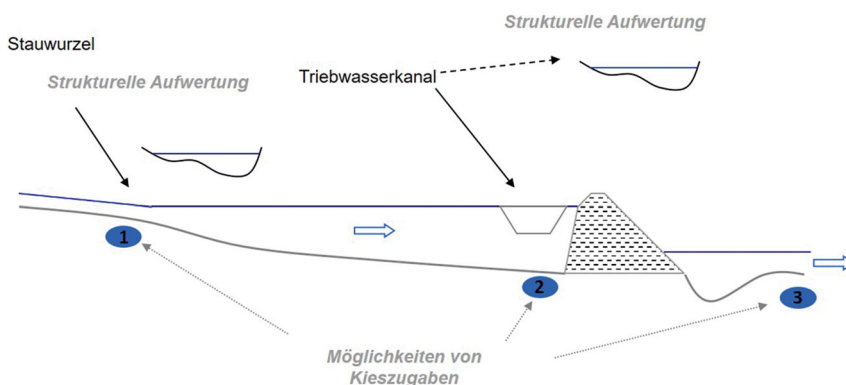 Strukturelle Aufwertung
Stauwurzel
Strukturelle Aufwertung
Triebwasserkanal
1
2
3
Möglichkeiten von
Kieszugaben